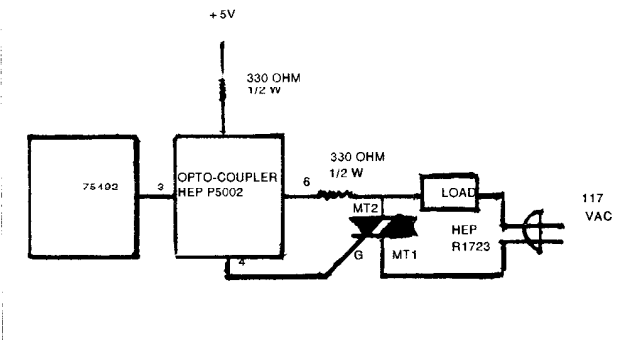 +5V
330 OHM
1/2 W
75492
3
OPTO-COUPLER
HEP P5002
6
330 OHM
1/2 W
LOAD
117
VAC
MT2
HEP
R1723
G
MT1
4